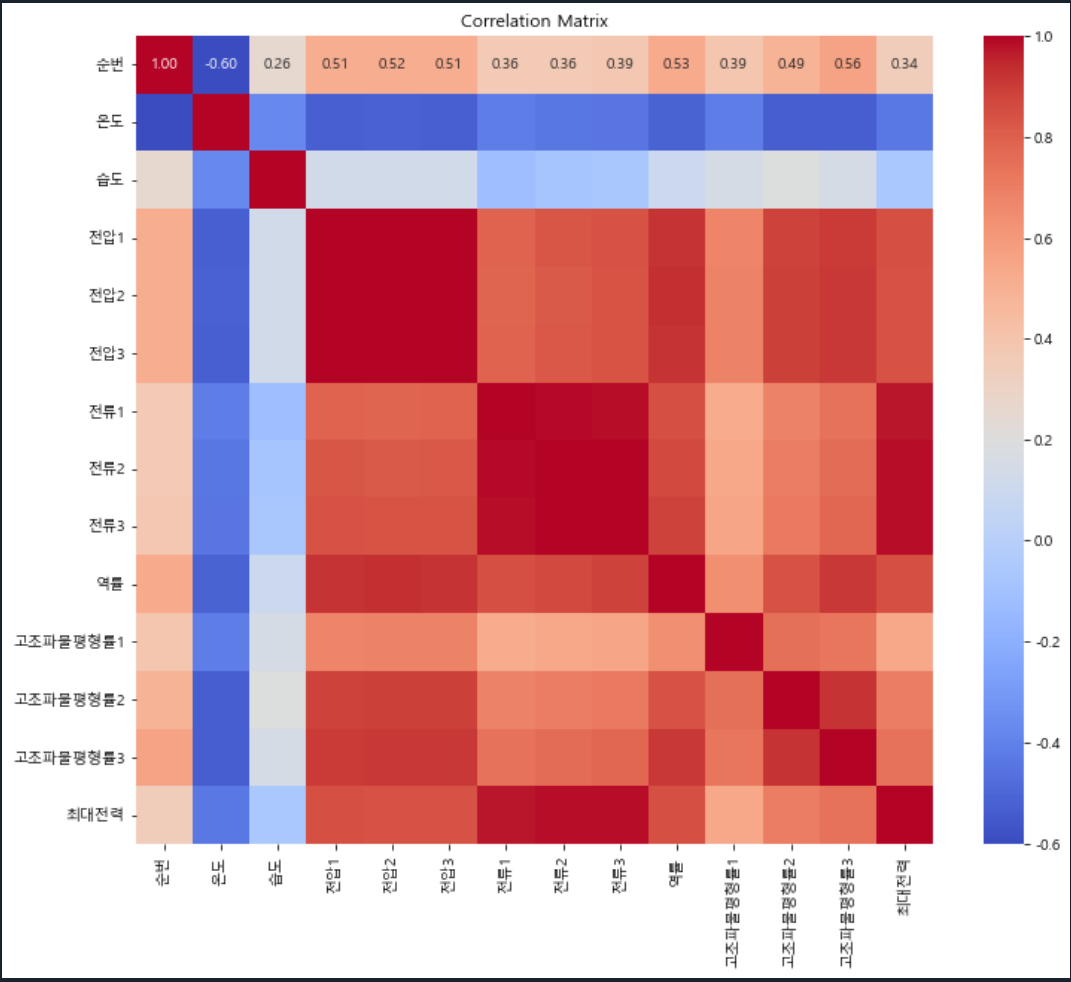 Correlation Matrix
순번 1.00 -0.60 0.26 0.51 0.52 0.51 0.36 0.36 0.39 0.53 0.39 0.49 0.56 0.34
온도
습도
전압1
전압2
전압3
전류1
전류2
전류3
역률
고조파물평형률1
고조파물평형률2
고조파물평형률3
최대전력
순번 온도 습도 전압1 전압2 전압3 전류1 전류2 전류3 역률 고조파물평형률1 고조파물평형률2 고조파물평형률3 최대전력
1.0
0.8
0.6
0.4
0.2
0.0
-0.2
-0.4
-0.6